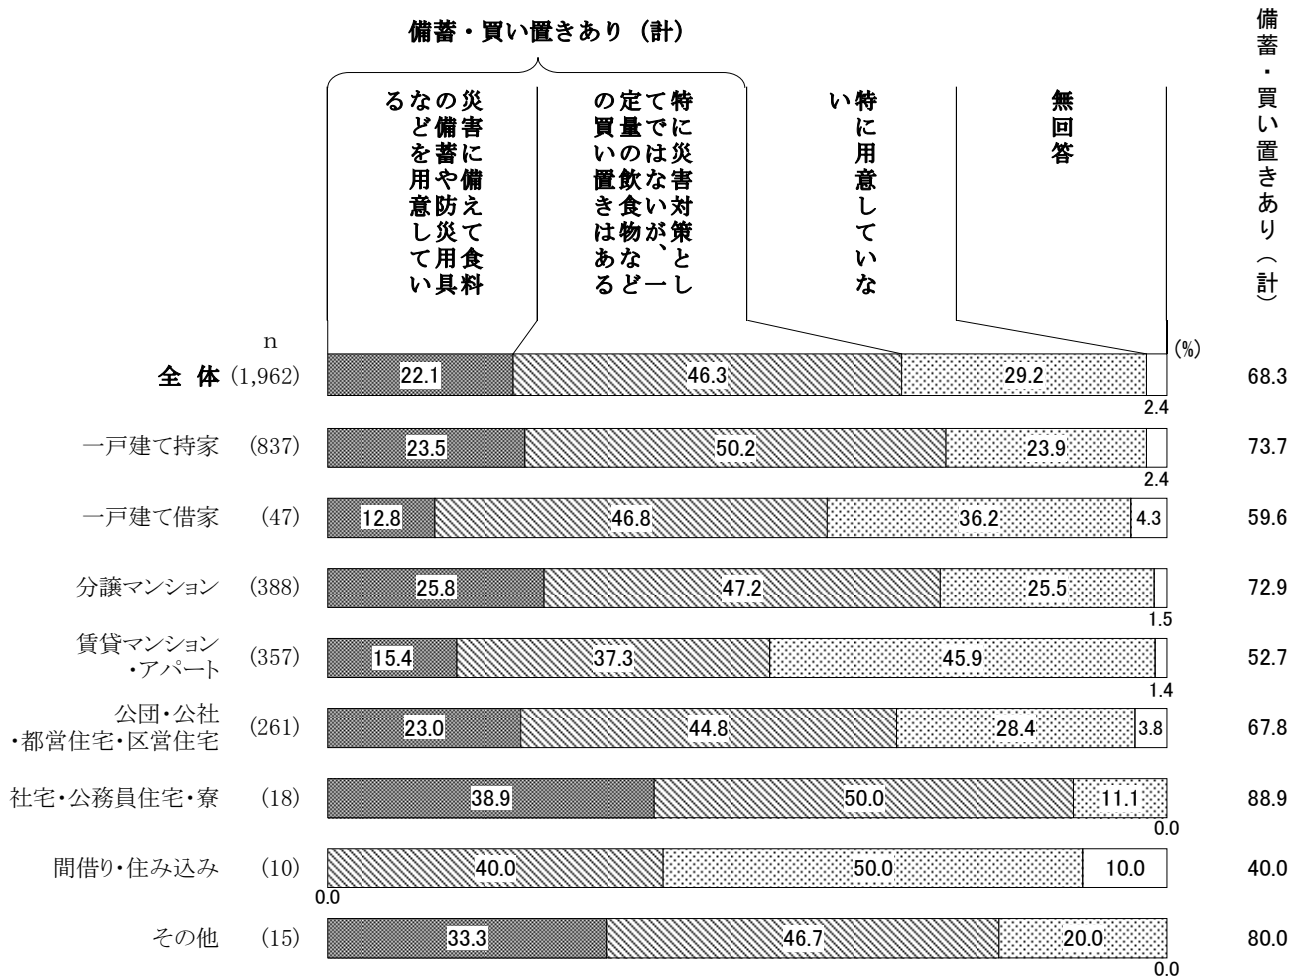 備蓄・買い置きあり（計）
災害に備えて食料
の備蓄や防災用具
などを用意してい
る
特に災害対策とし
てではないが、一
定量の飲食物など
の買い置きはある
特に用意していな
い
無回答
備蓄・買い置きあり（計）
n
(%)
全 体 (1,962) 22.1 46.3 29.2 2.4 68.3
一戸建て持家 (837) 23.5 50.2 23.9 2.4 73.7
一戸建て借家 (47) 12.8 46.8 36.2 4.3 59.6
分譲マンション (388) 25.8 47.2 25.5 1.5 72.9
賃貸マンション
・アパート (357) 15.4 37.3 45.9 1.4 52.7
公団・公社
・都営住宅・区営住宅 (261) 23.0 44.8 28.4 3.8 67.8
社宅・公務員住宅・寮 (18) 38.9 50.0 11.1 0.0 88.9
間借り・住み込み (10) 0.0 40.0 50.0 10.0 40.0
その他 (15) 33.3 46.7 20.0 0.0 80.0